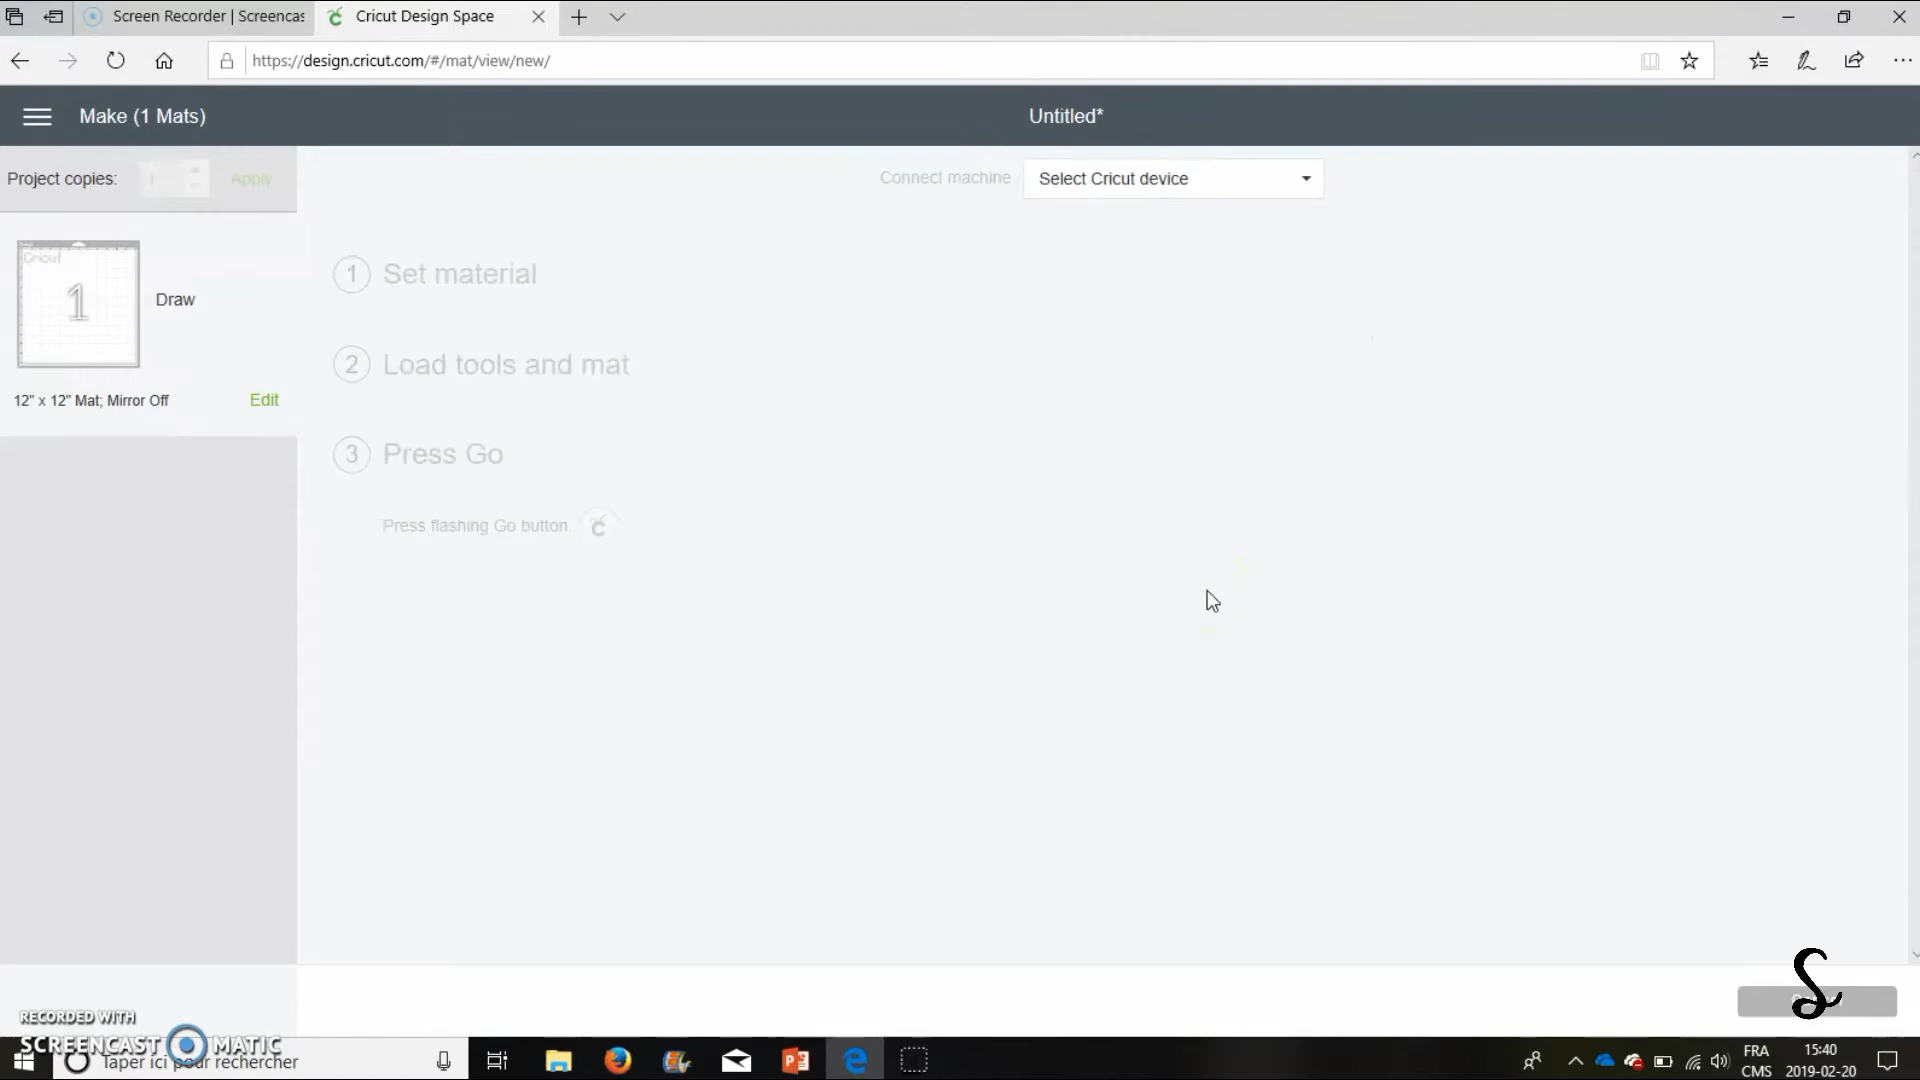 Screen Recorder | Screencas
Cricut Design Space
https://design.cricut.com/#/mat/view/new/
Make (1 Mats)
Untitled*
Project copies:
1
Apply
Connect machine
Select Cricut device
Cricut
1
Draw
12" x 12" Mat; Mirror Off
Edit
1 Set material
2 Load tools and mat
3 Press Go
Press flashing Go button.
RECORDED WITH
SCREENCAST MATIC
Taper ici pour rechercher
FRA
CMS
15:40
2019-02-20